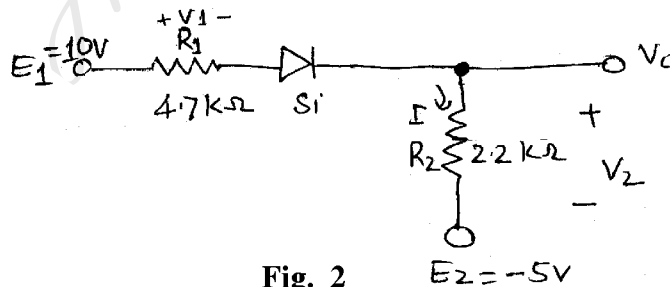 + V1 -
E1 =10V R1
4.7KΩ Si
Vo
I
+
R2 2.2KΩ
V2
-
Fig. 2
E2 = -5V